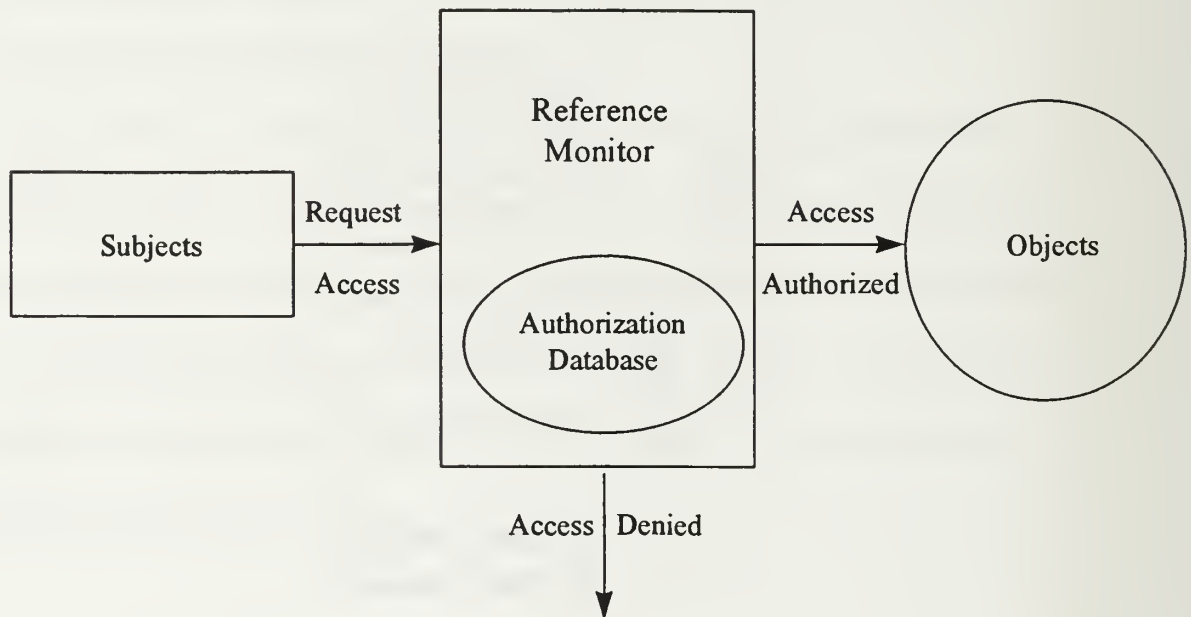 Reference
Monitor
Subjects
Request
Access
Authorization
Database
Access
Authorized
Objects
Access Denied